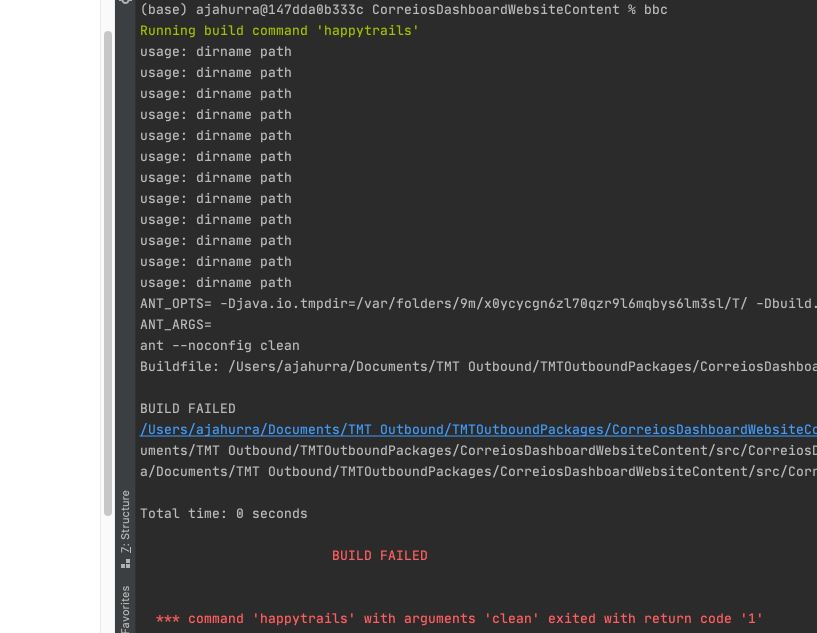 (base) ajahurra@147dda0b333c CorreiosDashboardWebsiteContent % bbc
Running build command 'happytrails'
usage: dirname path
usage: dirname path
usage: dirname path
usage: dirname path
usage: dirname path
usage: dirname path
usage: dirname path
usage: dirname path
usage: dirname path
usage: dirname path
usage: dirname path
usage: dirname path
ANT_OPTS= -Djava.io.tmpdir=/var/folders/9m/x0ycycgn6zl70qzr9l6mqbys6lm3sl/T/ -Dbuild.
ANT_ARGS=
ant --noconfig clean
Buildfile: /Users/ajahurra/Documents/TMT Outbound/TMTOutboundPackages/CorreiosDashboa
BUILD FAILED
/Users/ajahurra/Documents/TMT Outbound/TMTOutboundPackages/CorreiosDashboardWebsiteCo
uments/TMT Outbound/TMTOutboundPackages/CorreiosDashboardWebsiteContent/src/CorreiosD
a/Documents/TMT Outbound/TMTOutboundPackages/CorreiosDashboardWebsiteContent/src/Corr
Total time: 0 seconds
BUILD FAILED
*** command 'happytrails' with arguments 'clean' exited with return code '1'
Z: Structure
Favorites